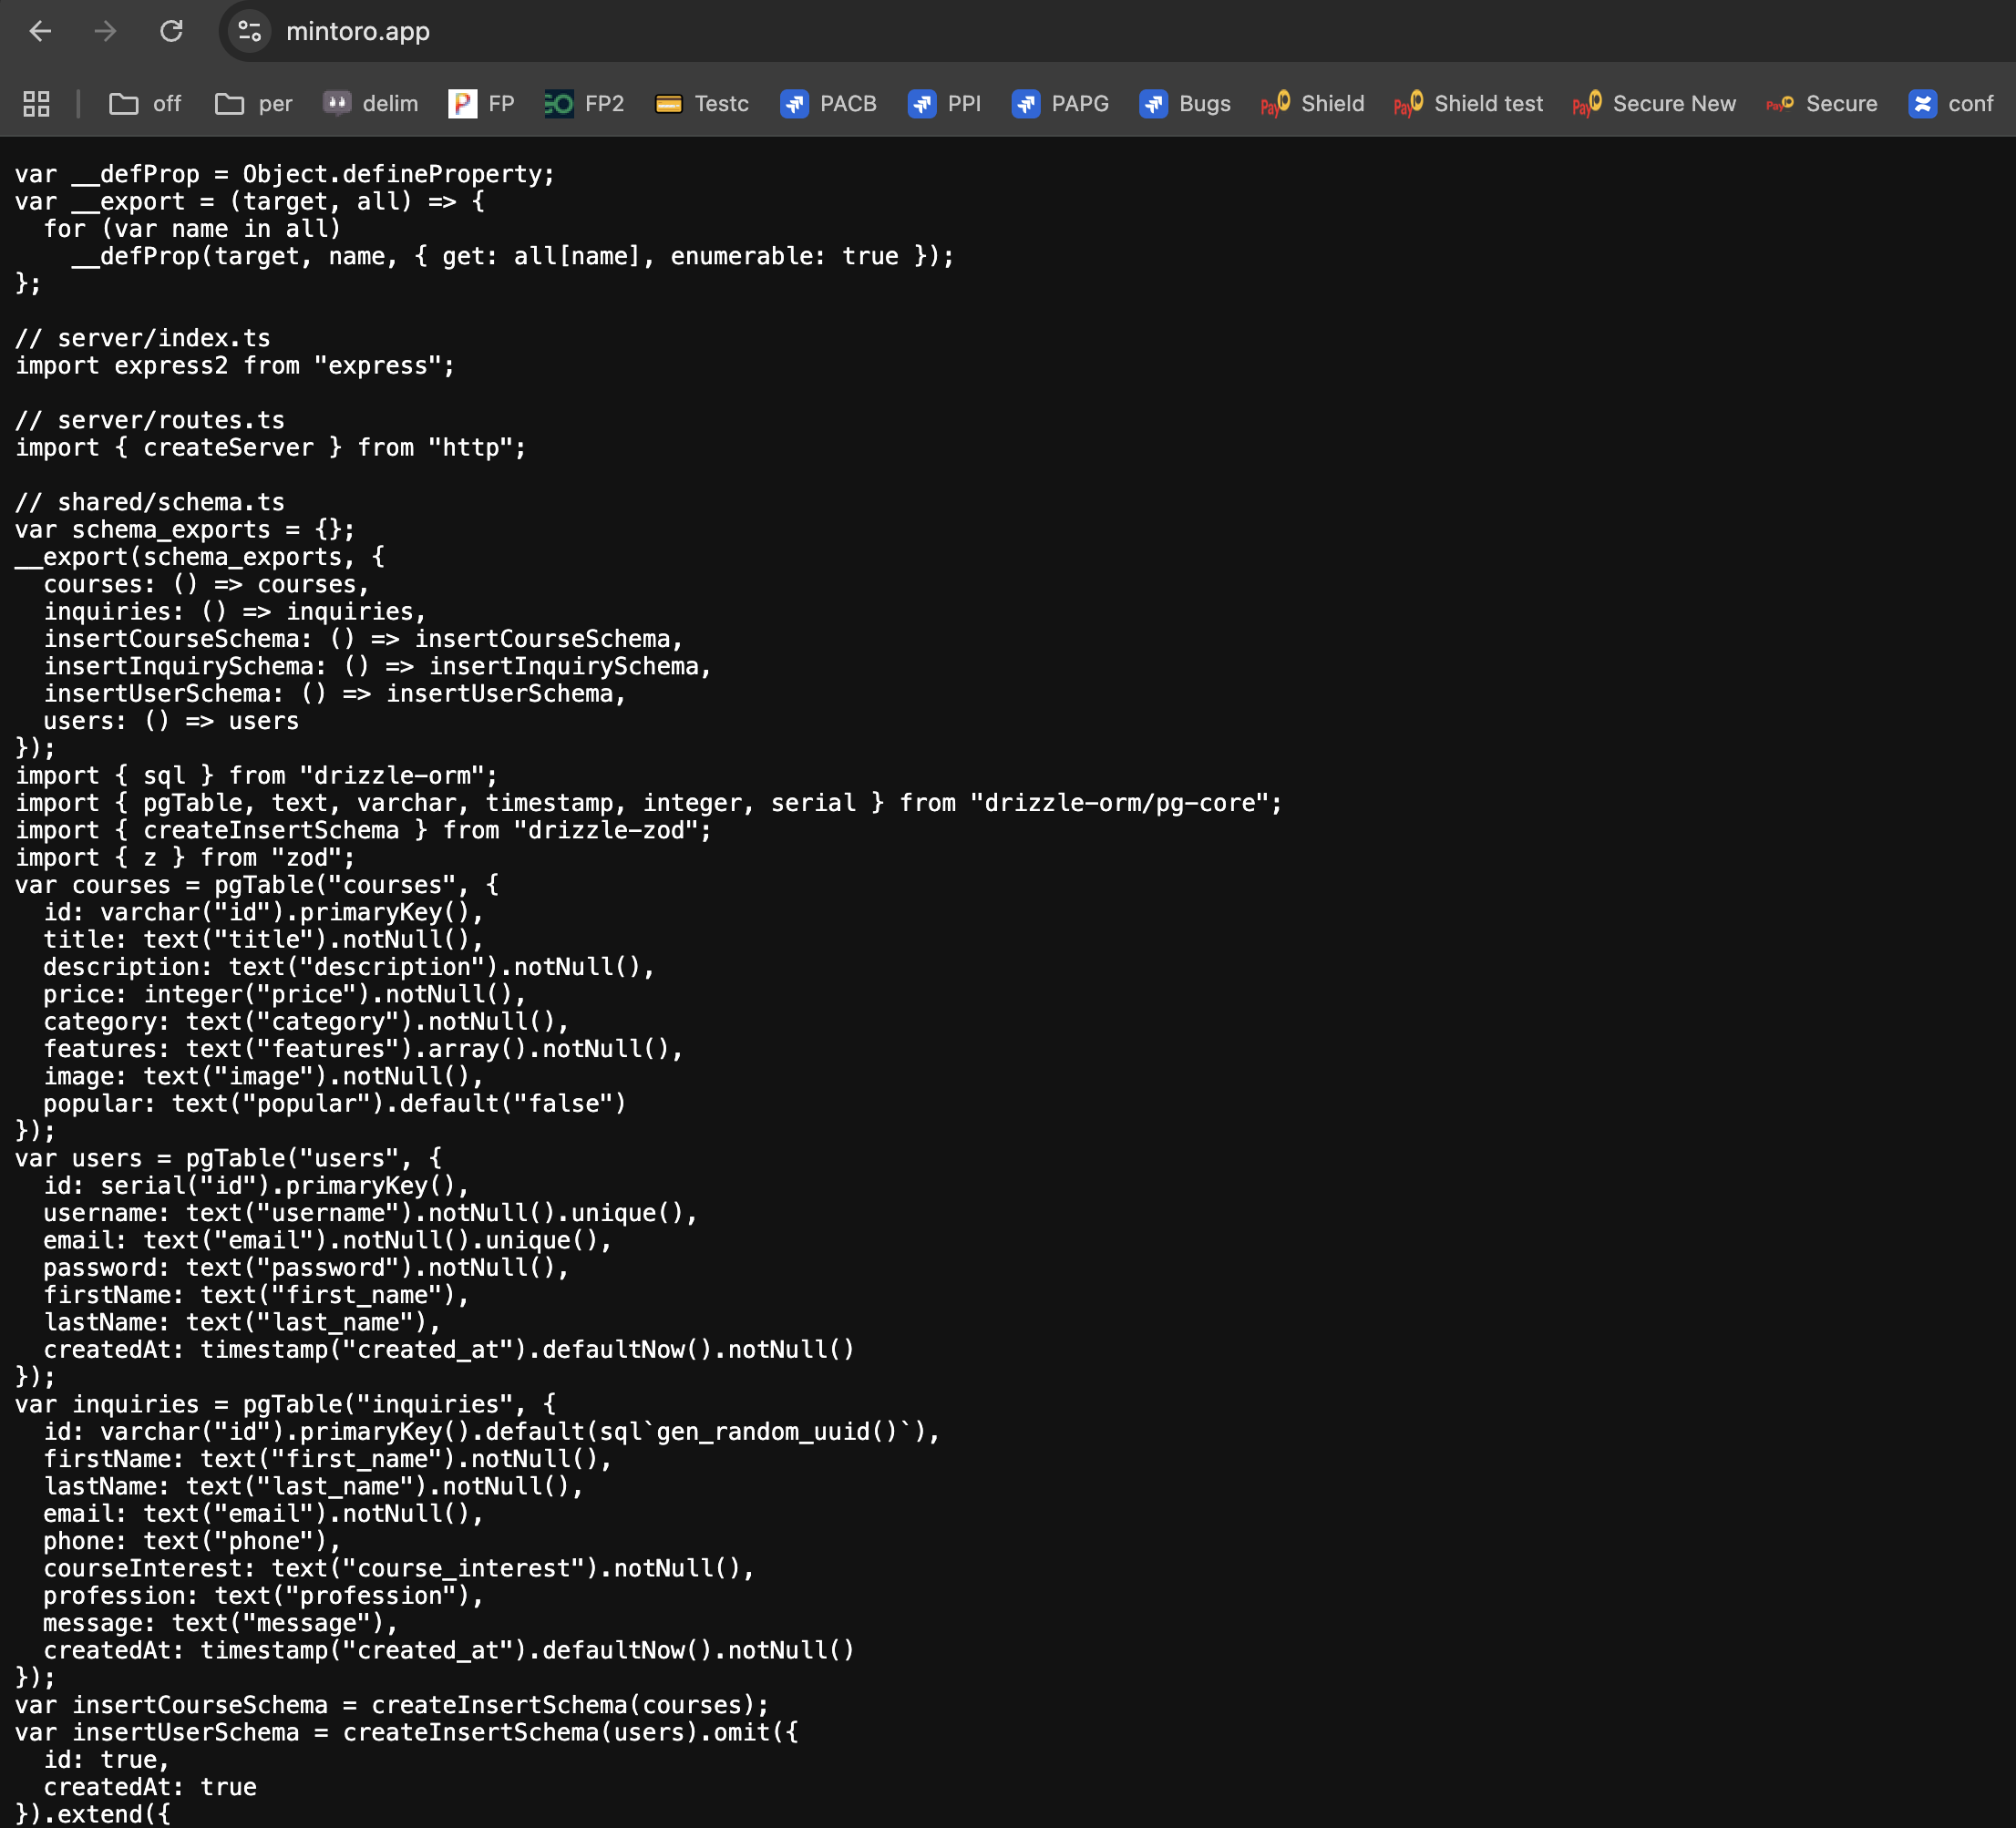 mintoro.app
off per delim FP FP2 Testc PACB PPI PAPG Bugs Shield Shield test Secure New Secure conf
var __defProp = Object.defineProperty;
var __export = (target, all) => {
  for (var name in all)
    __defProp(target, name, { get: all[name], enumerable: true });
};

// server/index.ts
import express2 from "express";

// server/routes.ts
import { createServer } from "http";

// shared/schema.ts
var schema_exports = {};
__export(schema_exports, {
  courses: () => courses,
  inquiries: () => inquiries,
  insertCourseSchema: () => insertCourseSchema,
  insertInquirySchema: () => insertInquirySchema,
  insertUserSchema: () => insertUserSchema,
  users: () => users
});
import { sql } from "drizzle-orm";
import { pgTable, text, varchar, timestamp, integer, serial } from "drizzle-orm/pg-core";
import { createInsertSchema } from "drizzle-zod";
import { z } from "zod";
var courses = pgTable("courses", {
  id: varchar("id").primaryKey(),
  title: text("title").notNull(),
  description: text("description").notNull(),
  price: integer("price").notNull(),
  category: text("category").notNull(),
  features: text("features").array().notNull(),
  image: text("image").notNull(),
  popular: text("popular").default("false")
});
var users = pgTable("users", {
  id: serial("id").primaryKey(),
  username: text("username").notNull().unique(),
  email: text("email").notNull().unique(),
  password: text("password").notNull(),
  firstName: text("first_name"),
  lastName: text("last_name"),
  createdAt: timestamp("created_at").defaultNow().notNull()
});
var inquiries = pgTable("inquiries", {
  id: varchar("id").primaryKey().default(sql`gen_random_uuid()`),
  firstName: text("first_name").notNull(),
  lastName: text("last_name").notNull(),
  email: text("email").notNull(),
  phone: text("phone"),
  courseInterest: text("course_interest").notNull(),
  profession: text("profession"),
  message: text("message"),
  createdAt: timestamp("created_at").defaultNow().notNull()
});
var insertCourseSchema = createInsertSchema(courses);
var insertUserSchema = createInsertSchema(users).omit({
  id: true,
  createdAt: true
}).extend({